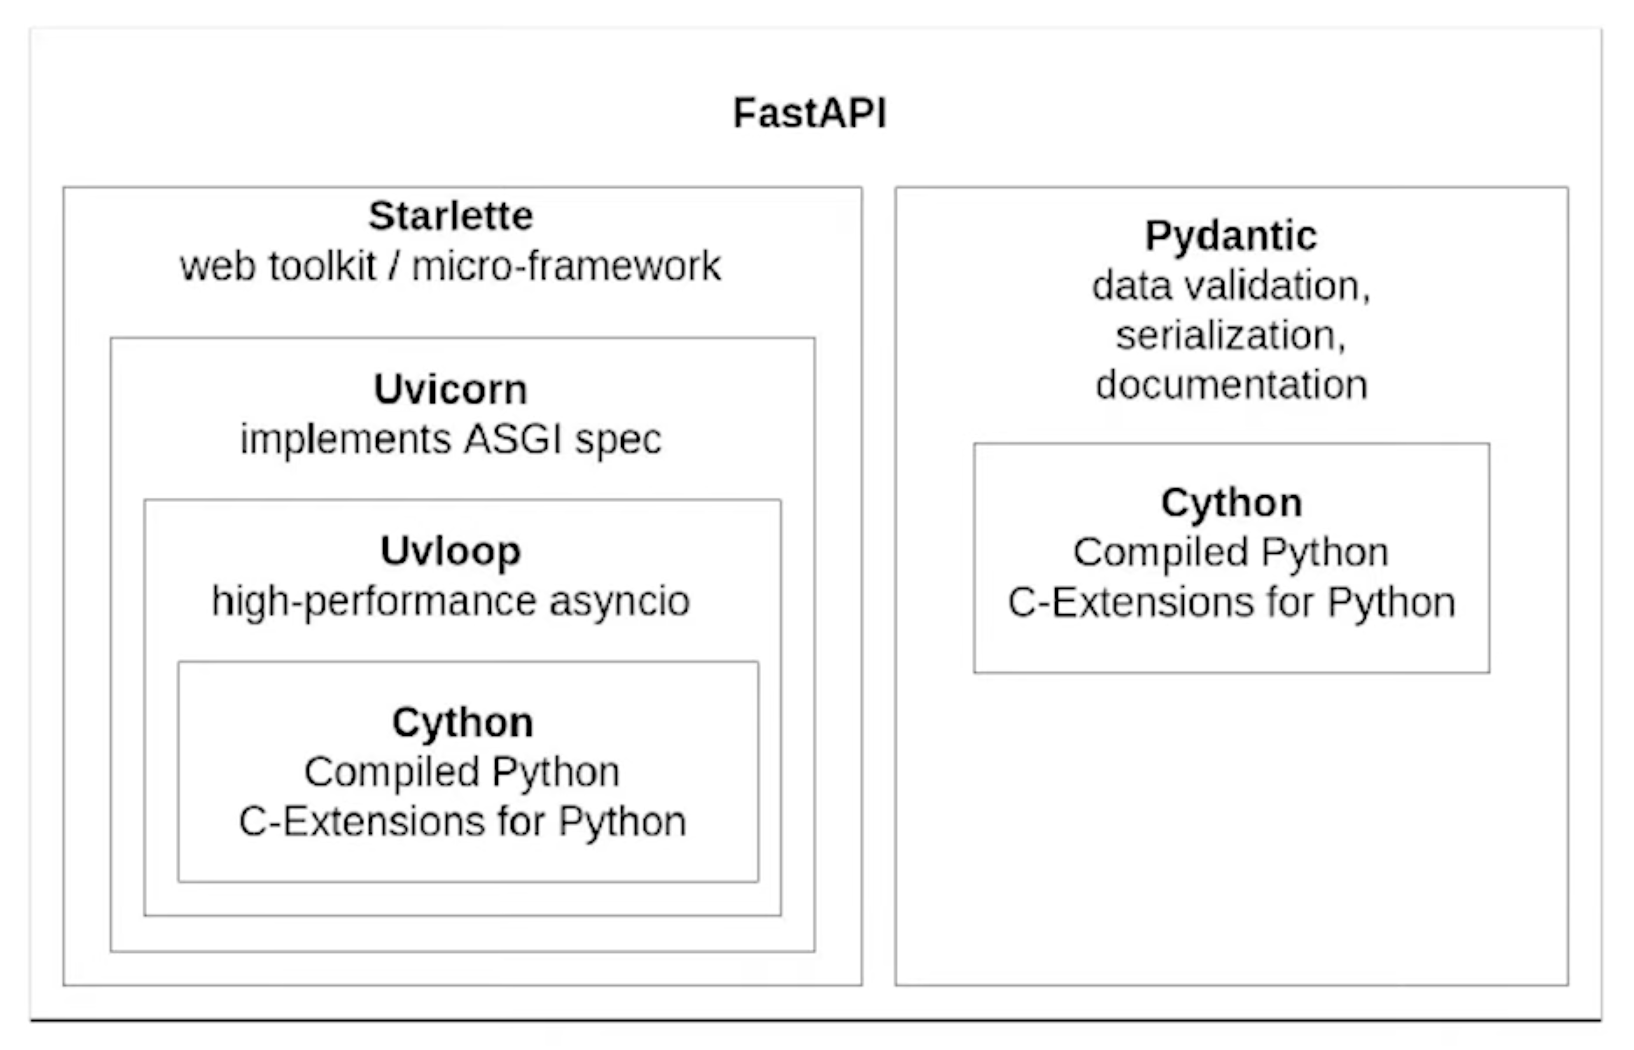 FastAPI
Starlette
web toolkit / micro-framework
Uvicorn
implements ASGI spec
Uvloop
high-performance asyncio
Cython
Compiled Python
C-Extensions for Python
Pydantic
data validation,
serialization,
documentation
Cython
Compiled Python
C-Extensions for Python